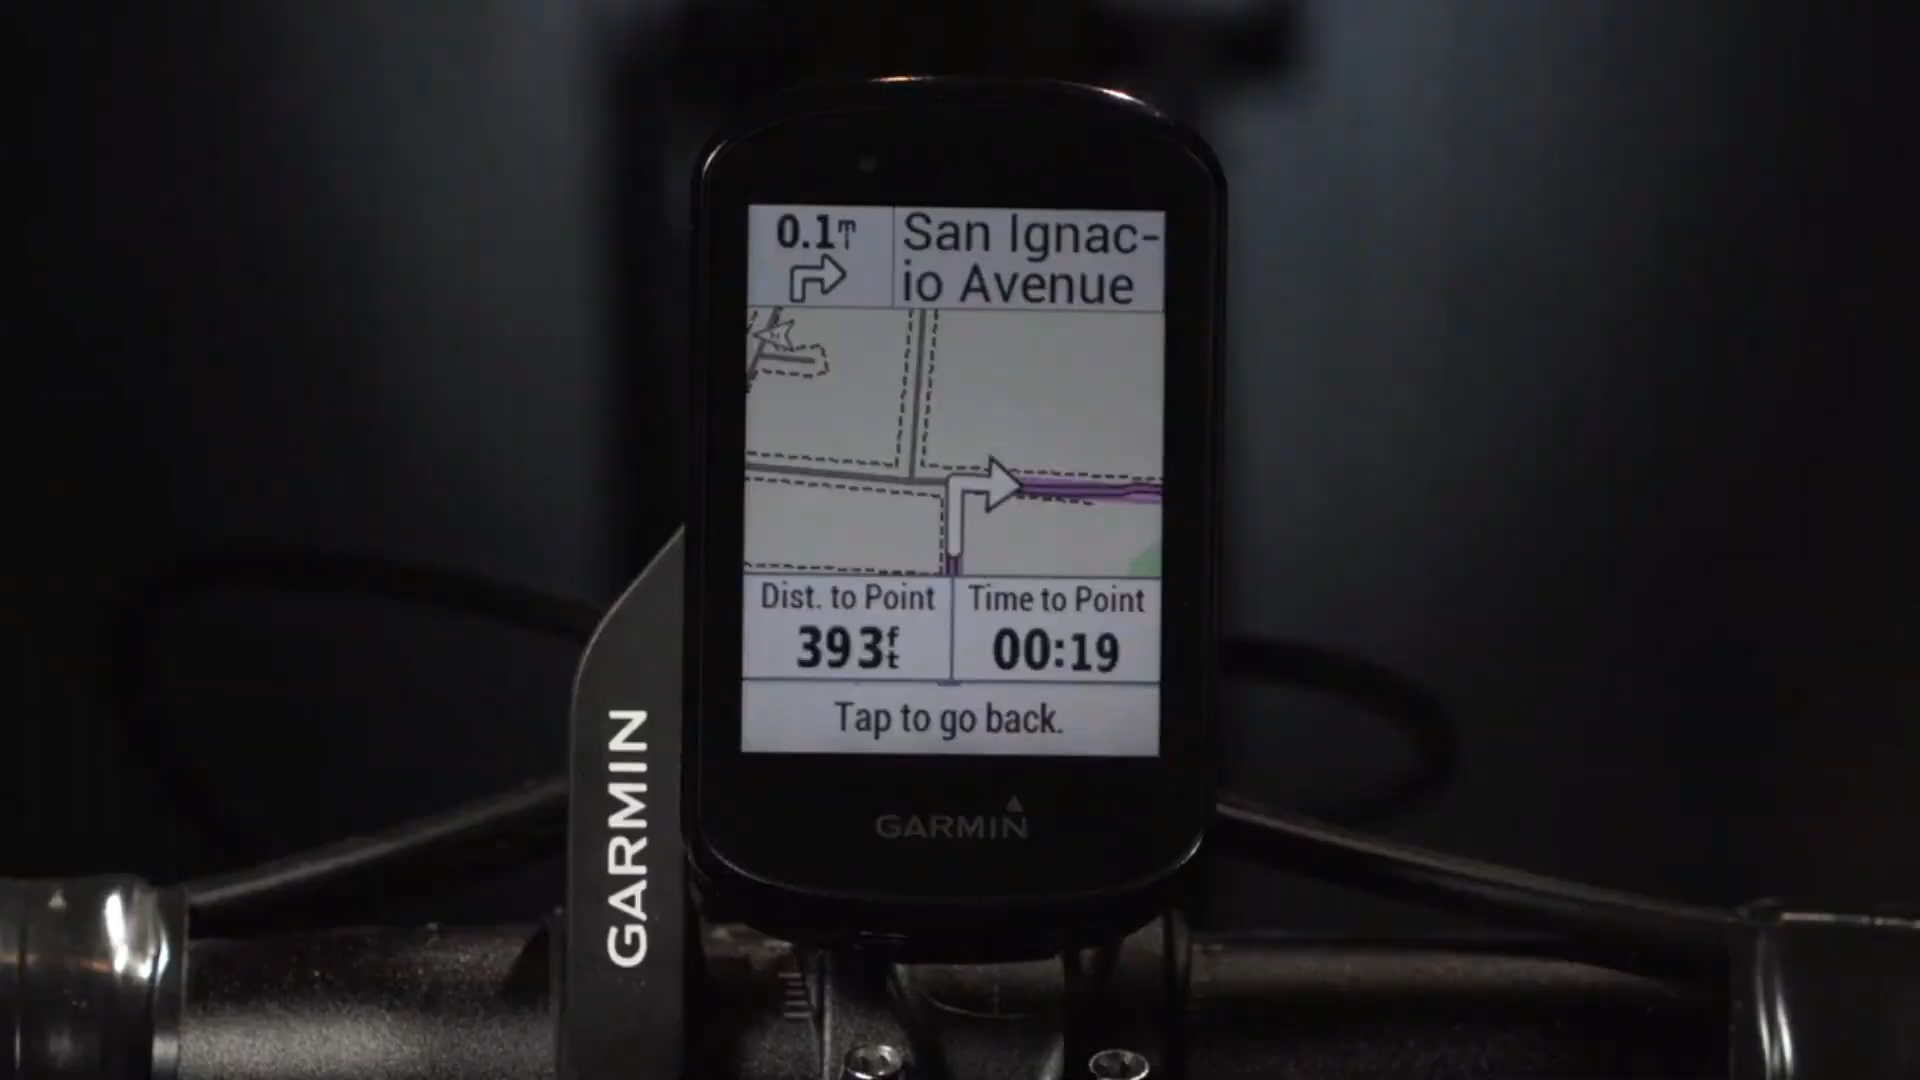 0.1mi
San Ignac-
io Avenue
N
Dist. to Point
Time to Point
393ft
00:19
Tap to go back.
GARMIN
GARMIN